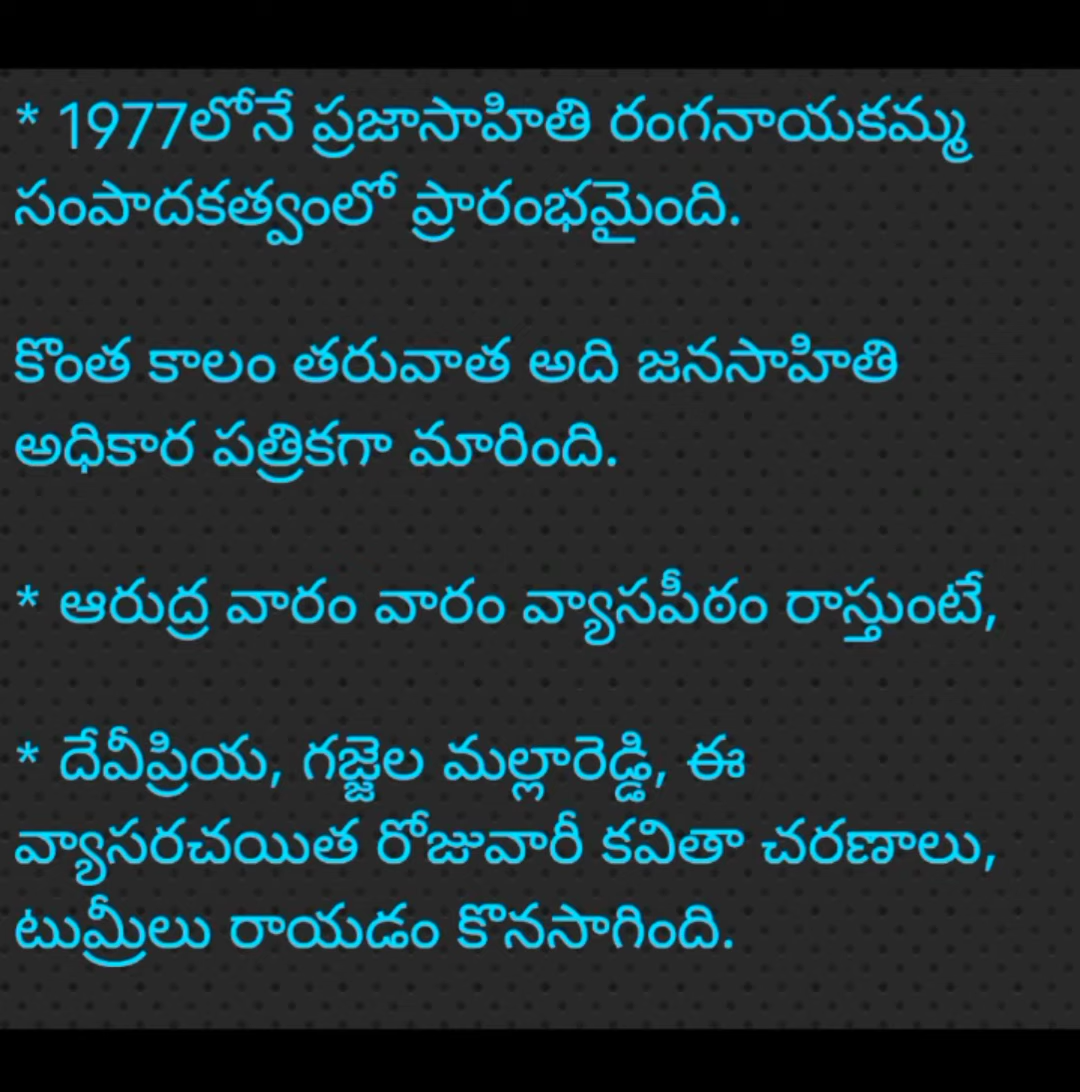 * 1977లోనే ప్రజాసాహితి రంగనాయకమ్మ
సంపాదకత్వంలో ప్రారంభమైంది.
కొంత కాలం తరువాత అది జనసాహితి
అధికార పత్రికగా మారింది.
* ఆరుద్ర వారం వారం వ్యాసపీఠం రాస్తుంటే,
* దేవీప్రియ, గజ్జెల మల్లారెడ్డి, ఈ
వ్యాసరచయిత రోజువారీ కవితా చరణాలు,
టుమ్రీలు రాయడం కొనసాగింది.